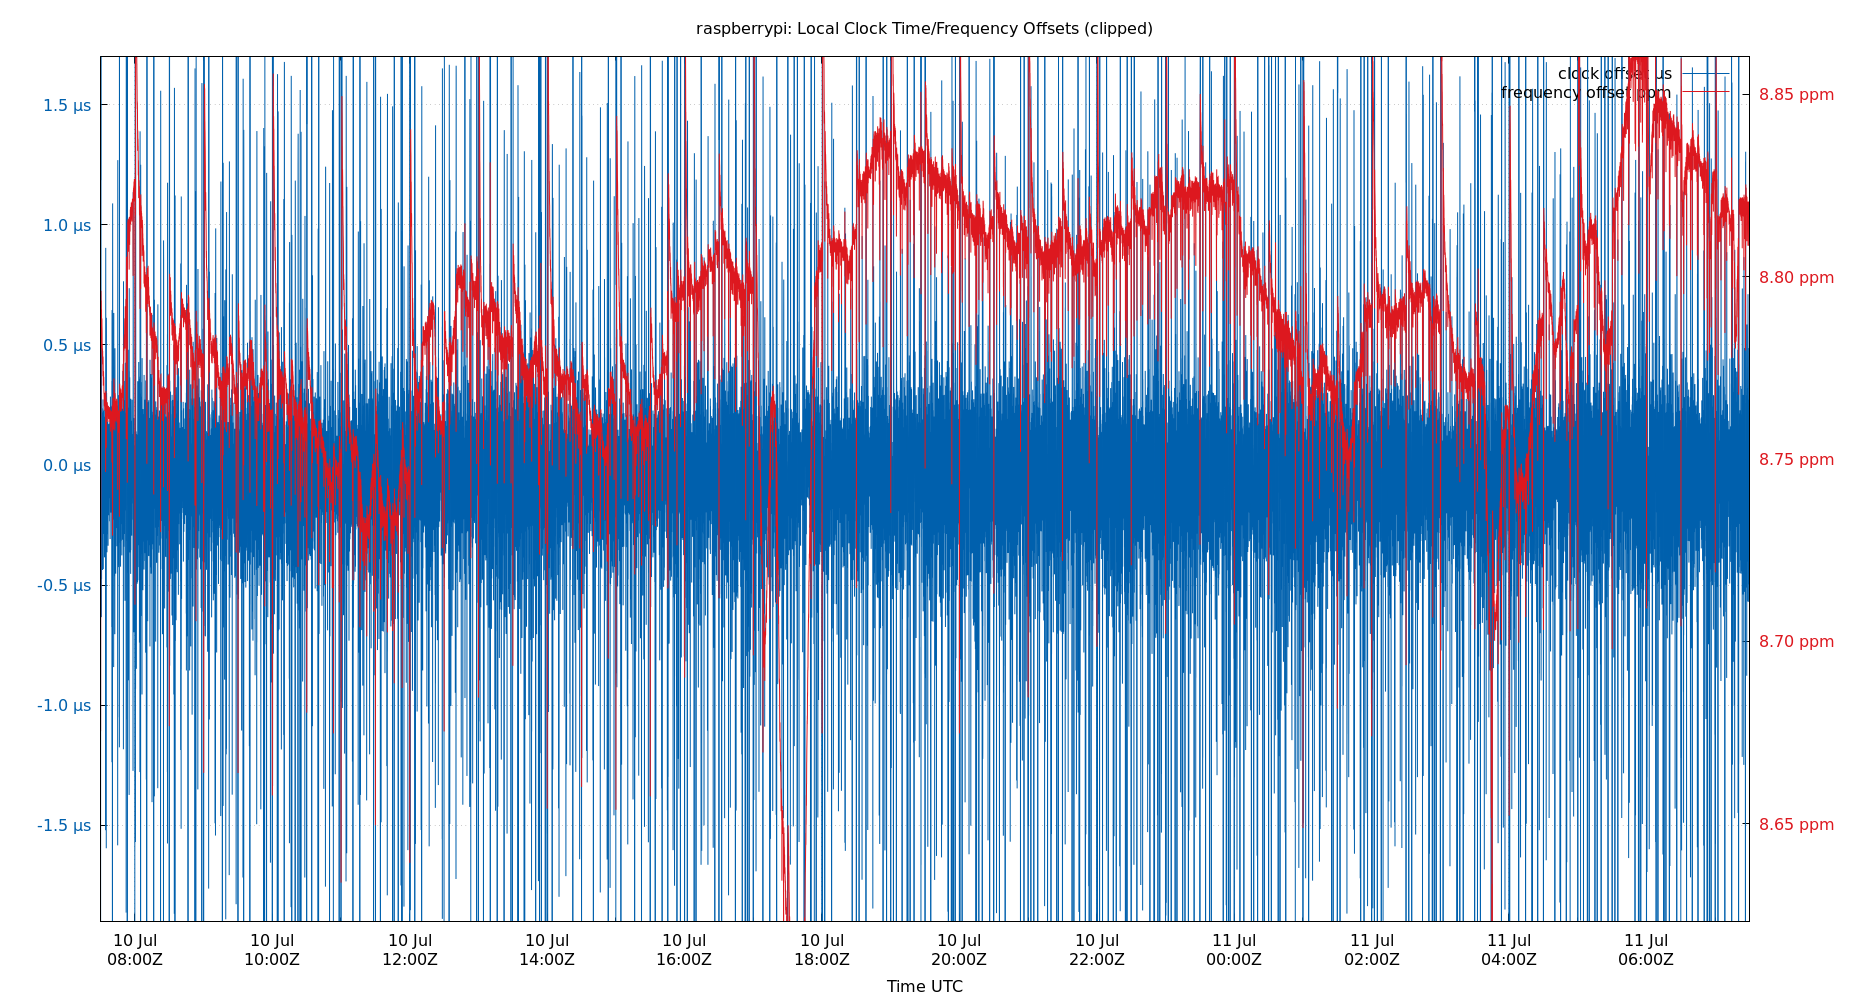 raspberrypi: Local Clock Time/Frequency Offsets (clipped)
clock offset us
frequency offset ppm
1.5 µs
1.0 µs
0.5 µs
0.0 µs
-0.5 µs
-1.0 µs
-1.5 µs
8.85 ppm
8.80 ppm
8.75 ppm
8.70 ppm
8.65 ppm
10 Jul 10 Jul 10 Jul 10 Jul 10 Jul 10 Jul 10 Jul 10 Jul 11 Jul 11 Jul 11 Jul 11 Jul
08:00Z 10:00Z 12:00Z 14:00Z 16:00Z 18:00Z 20:00Z 22:00Z 00:00Z 02:00Z 04:00Z 06:00Z
Time UTC